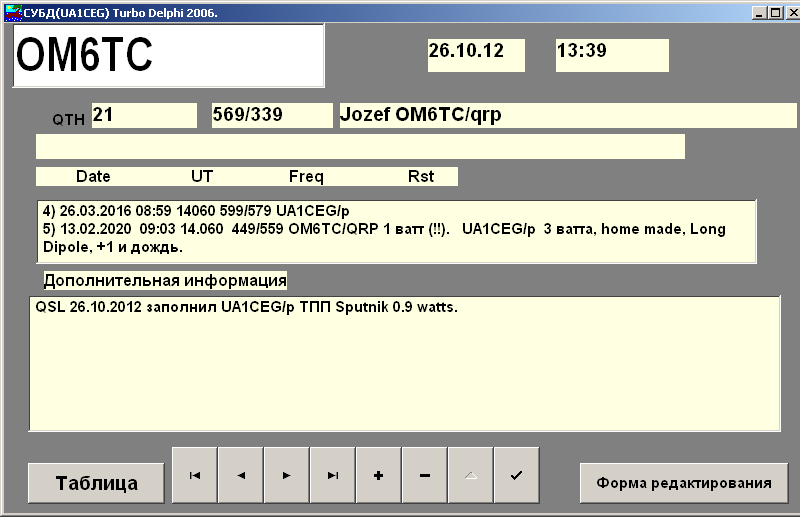 СУБД(UA1CEG) Turbo Delphi 2006.
OM6TC
26.10.12
13:39
QTH 21
569/339
Jozef OM6TC/qrp
Date UT Freq Rst
4) 26.03.2016 08:59 14060 599/579 UA1CEG/p
5) 13.02.2020 09:03 14.060 449/559 OM6TC/QRP 1 ватт (!!). UA1CEG/p 3 ватта, home made, Long
Dipole, +1 и дождь.
Дополнительная информация
QSL 26.10.2012 заполнил UA1CEG/p ТПП Sputnik 0.9 watts.
Таблица
Форма редактирования